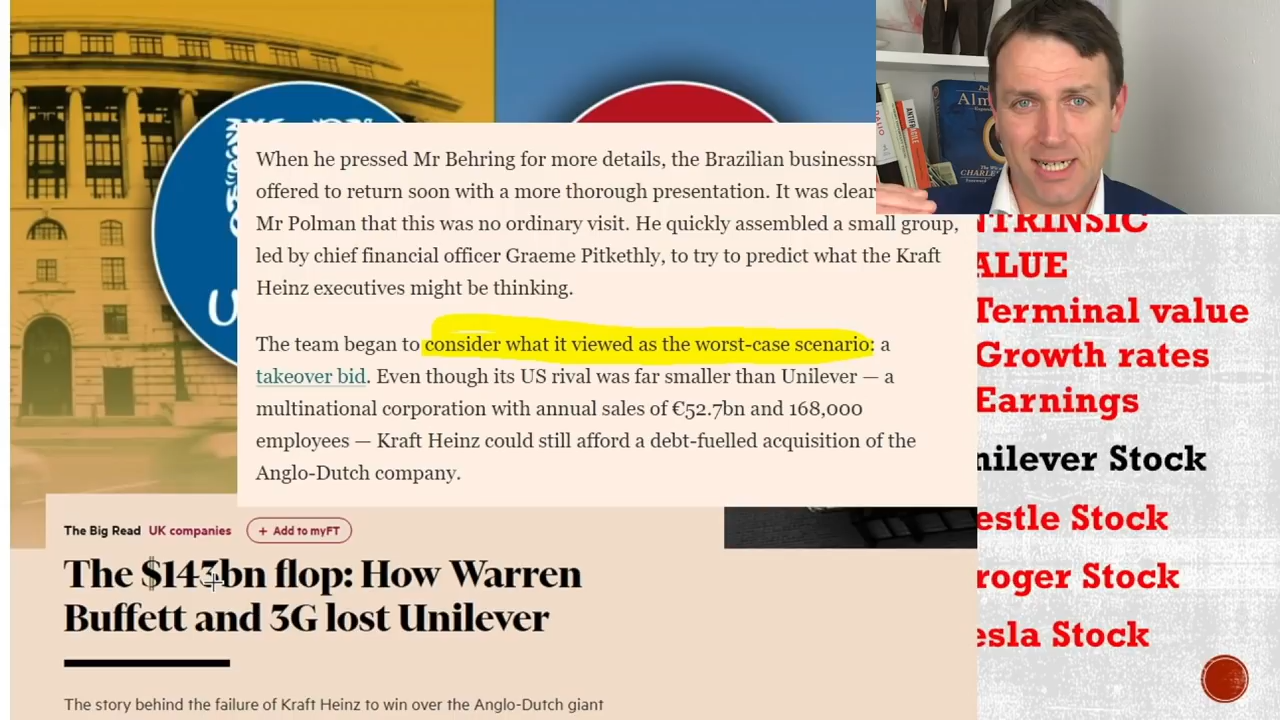 When he pressed Mr Behring for more details, the Brazilian
offered to return soon with a more thorough presentation. It was clear
Mr Polman that this was no ordinary visit. He quickly assembled a small group,
led by chief financial officer Graeme Pitkethly, to try to predict what the Kraft
Heinz executives might be thinking.
The team began to consider what it viewed as the worst-case scenario: a
takeover bid. Even though its US rival was far smaller than Unilever — a
multinational corporation with annual sales of €52.7bn and 168,000
employees — Kraft Heinz could still afford a debt-fuelled acquisition of the
Anglo-Dutch company.
The Big Read UK companies + Add to myFT
The $143bn flop: How Warren
Buffett and 3G lost Unilever
The story behind the failure of Kraft Heinz to win over the Anglo-Dutch giant
NTRINSIC
ALUE
Terminal value
Growth rates
Earnings
nilever Stock
estle Stock
roger Stock
esla Stock
ANTIFRAGILE
CHARLE